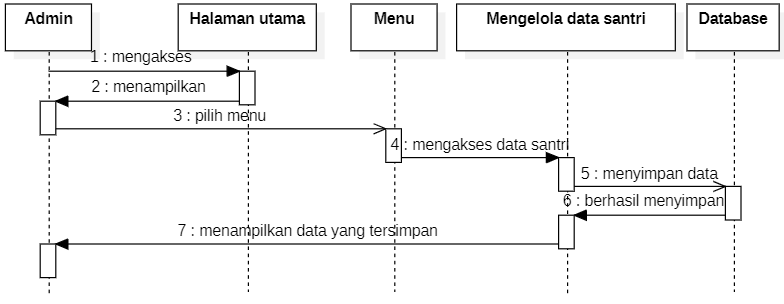 Admin
Halaman utama
Menu
Mengelola data santri
Database
1 : mengakses
2 : menampilkan
3 : pilih menu
4 : mengakses data santri
5 : menyimpan data
6 : berhasil menyimpan
7 : menampilkan data yang tersimpan